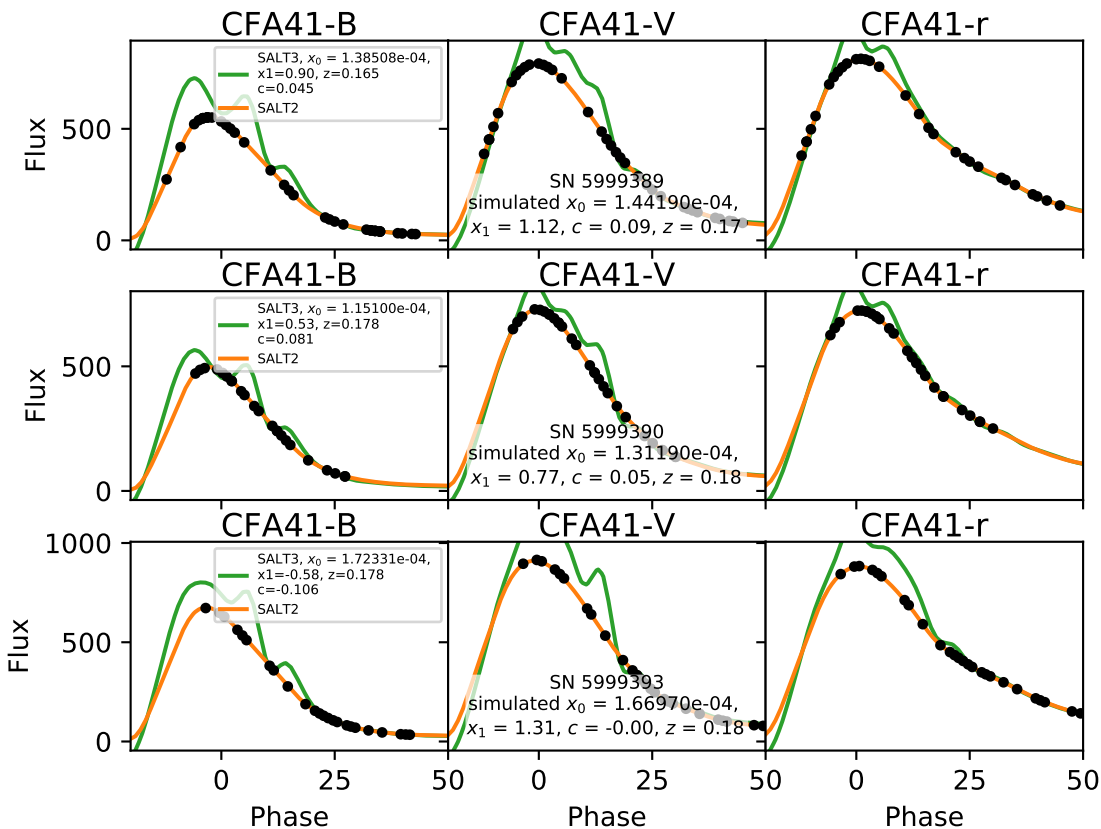 CFA41-B CFA41-V CFA41-r
SALT3, x₀ = 1.38508e-04,
x1=0.90, z=0.165
c=0.045
SALT2
500
0
Flux
SN 5999389
simulated x₀ = 1.44190e-04,
x₁ = 1.12, c = 0.09, z = 0.17
CFA41-B CFA41-V CFA41-r
SALT3, x₀ = 1.15100e-04,
x1=0.53, z=0.178
c=0.081
SALT2
500
0
Flux
SN 5999390
simulated x₀ = 1.31190e-04,
x₁ = 0.77, c = 0.05, z = 0.18
CFA41-B CFA41-V CFA41-r
1000
SALT3, x₀ = 1.72331e-04,
x1=-0.58, z=0.178
c=-0.106
SALT2
500
0
Flux
SN 5999393
simulated x₀ = 1.66970e-04,
x₁ = 1.31, c = -0.00, z = 0.18
0 25 50 0 25 50 0 25 50
Phase Phase Phase